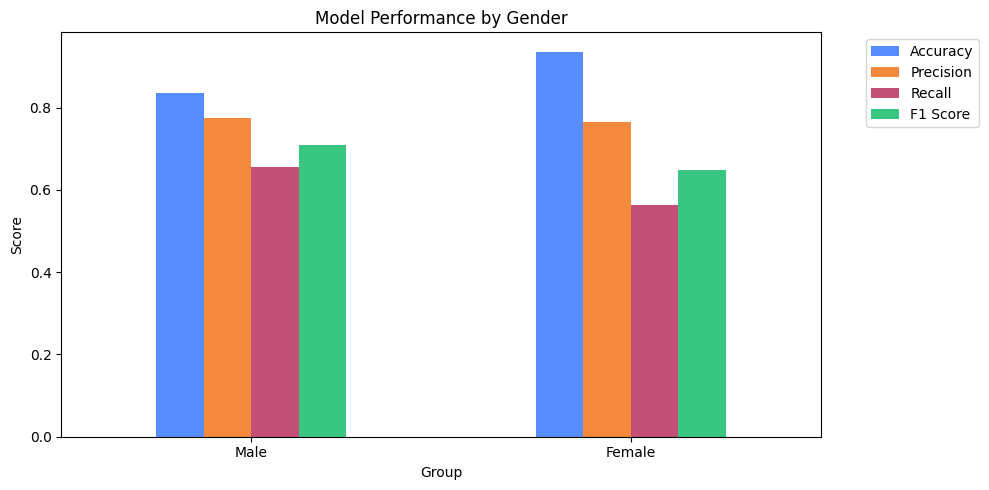 Model Performance by Gender
Accuracy
Precision
Recall
F1 Score
Score
0.8
0.6
0.4
0.2
0.0
Male
Female
Group